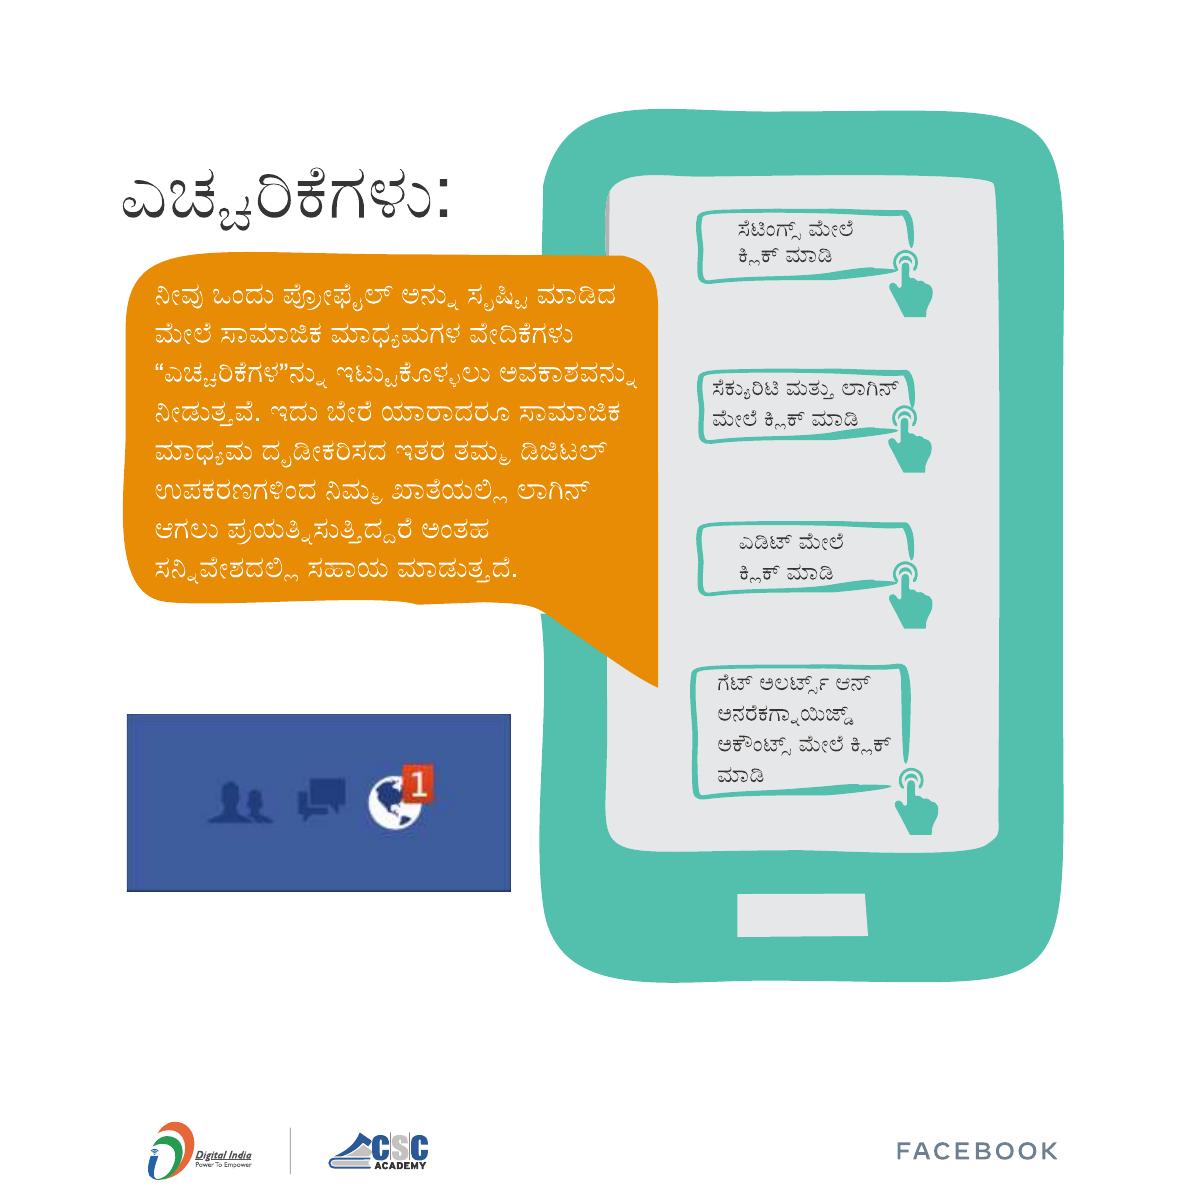 ಎಚ್ಚರಿಕೆಗಳು:
ನೀವು ಒಂದು ಪ್ರೋಫೈಲ್ ಅನ್ನು ಸೃಷ್ಟಿ ಮಾಡಿದ
ಮೇಲೆ ಸಾಮಾಜಿಕ ಮಾಧ್ಯಮಗಳ ವೇದಿಕೆಗಳು
“ಎಚ್ಚರಿಕೆಗಳ”ನ್ನು ಇಟ್ಟುಕೊಳ್ಳಲು ಅವಕಾಶವನ್ನು
ನೀಡುತ್ತವೆ. ಇದು ಬೇರೆ ಯಾರಾದರೂ ಸಾಮಾಜಿಕ
ಮಾಧ್ಯಮ ದೃಡೀಕರಿಸದ ಇತರ ತಮ್ಮ ಡಿಜಿಟಲ್
ಉಪಕರಣಗಳಿಂದ ನಿಮ್ಮ ಖಾತೆಯಲ್ಲಿ ಲಾಗಿನ್
ಆಗಲು ಪ್ರಯತ್ನಿಸುತ್ತಿದ್ದರೆ ಅಂತಹ
ಸನ್ನಿವೇಶದಲ್ಲಿ ಸಹಾಯ ಮಾಡುತ್ತದೆ.
ಸೆಟಿಂಗ್ಸ್ ಮೇಲೆ
ಕ್ಲಿಕ್ ಮಾಡಿ
ಸೆಕ್ಯುರಿಟಿ ಮತ್ತು ಲಾಗಿನ್
ಮೇಲೆ ಕ್ಲಿಕ್ ಮಾಡಿ
ಎಡಿಟ್ ಮೇಲೆ
ಕ್ಲಿಕ್ ಮಾಡಿ
ಗೆಟ್ ಅಲರ್ಟ್ಸ್ ಆನ್
ಅನರೆಕಗ್ನಾಯಿಜ್ಡ್
ಅಕೌಂಟ್ಸ್ ಮೇಲೆ ಕ್ಲಿಕ್
ಮಾಡಿ
1
Digital India
Power To Empower
CSC
ACADEMY
FACEBOOK